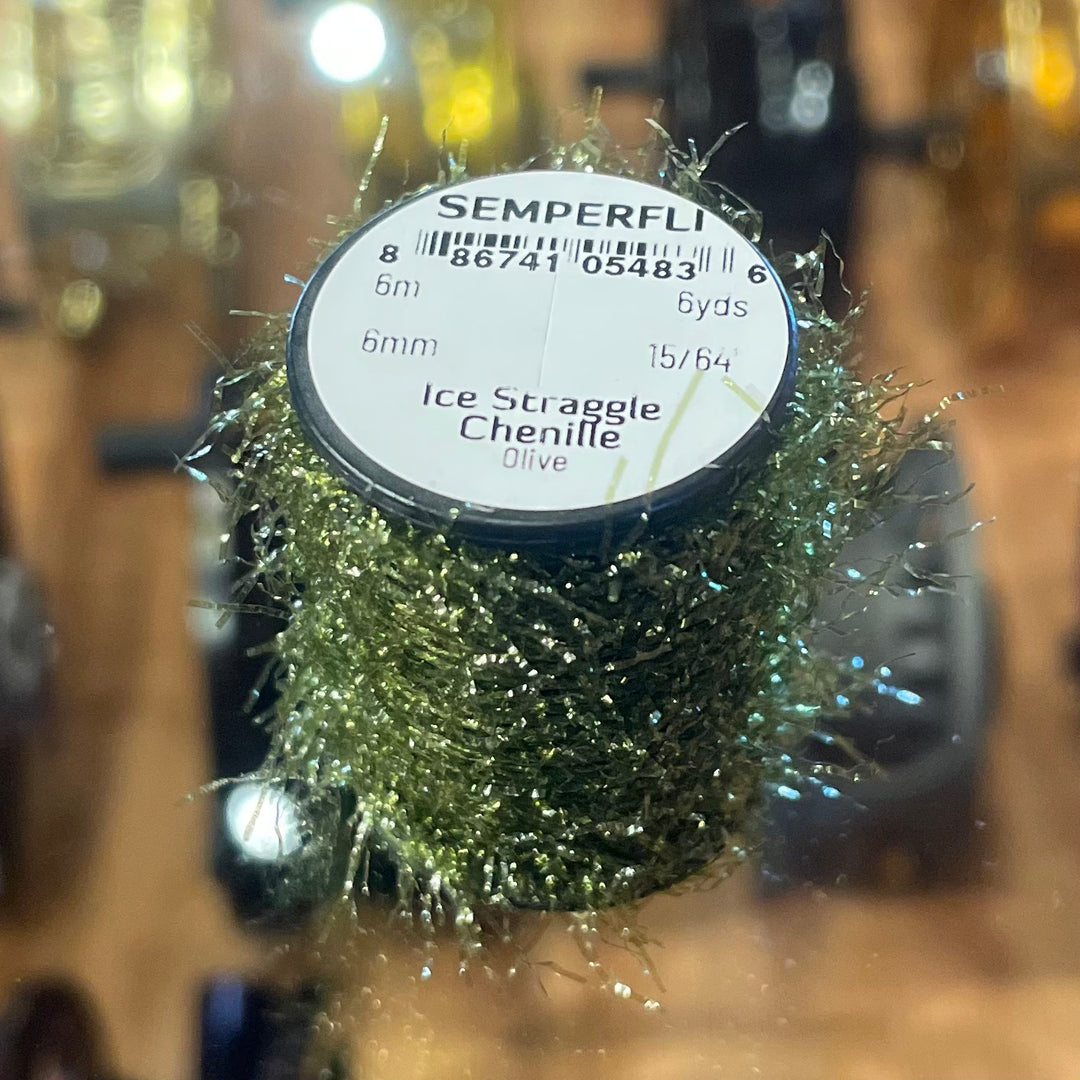 SEMPERFLI
8 86741 05483 6
6m 6yds
6mm 15/64"
Ice Straggle
Chenille
Olive